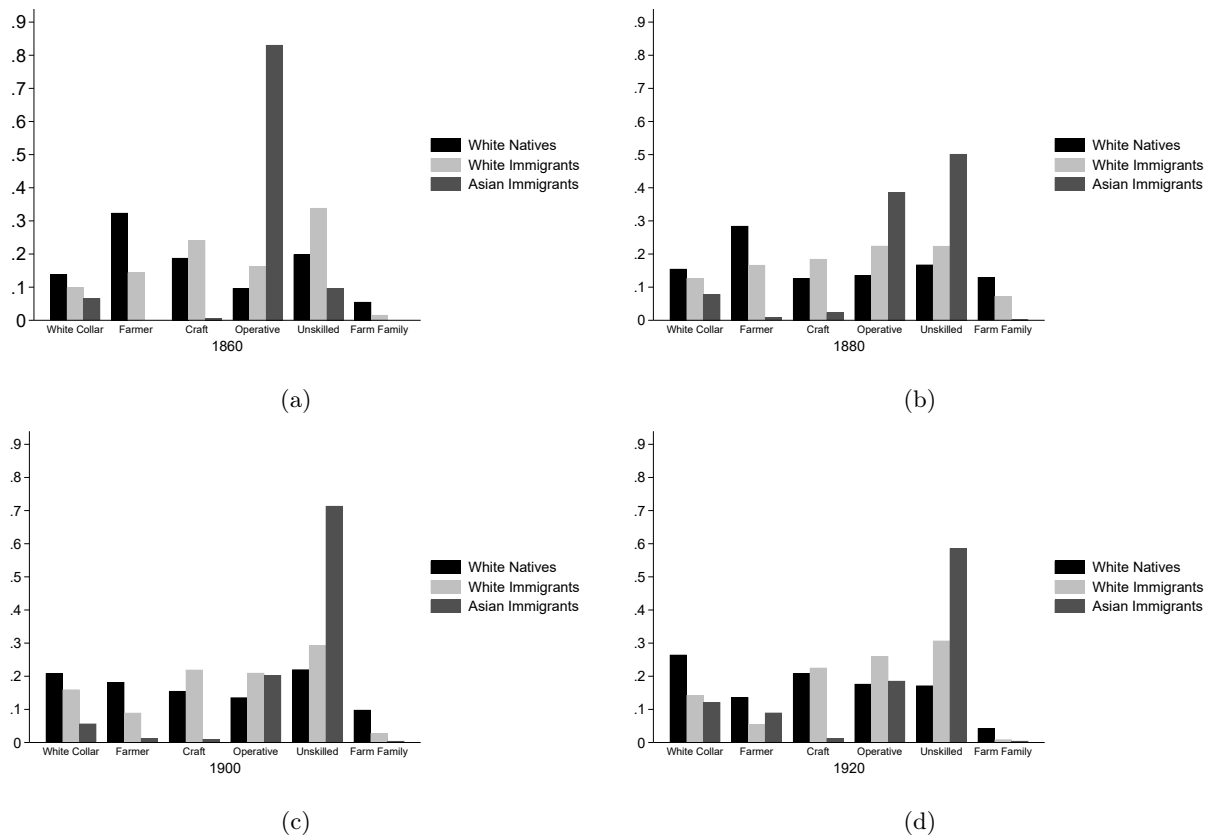 .9
.8
.7
.6
.5
.4
.3
.2
.1
0
White Collar Farmer Craft Operative Unskilled Farm Family
1860
White Natives
White Immigrants
Asian Immigrants
(a)
.9
.8
.7
.6
.5
.4
.3
.2
.1
0
White Collar Farmer Craft Operative Unskilled Farm Family
1880
White Natives
White Immigrants
Asian Immigrants
(b)
.9
.8
.7
.6
.5
.4
.3
.2
.1
0
White Collar Farmer Craft Operative Unskilled Farm Family
1900
White Natives
White Immigrants
Asian Immigrants
(c)
.9
.8
.7
.6
.5
.4
.3
.2
.1
0
White Collar Farmer Craft Operative Unskilled Farm Family
1920
White Natives
White Immigrants
Asian Immigrants
(d)